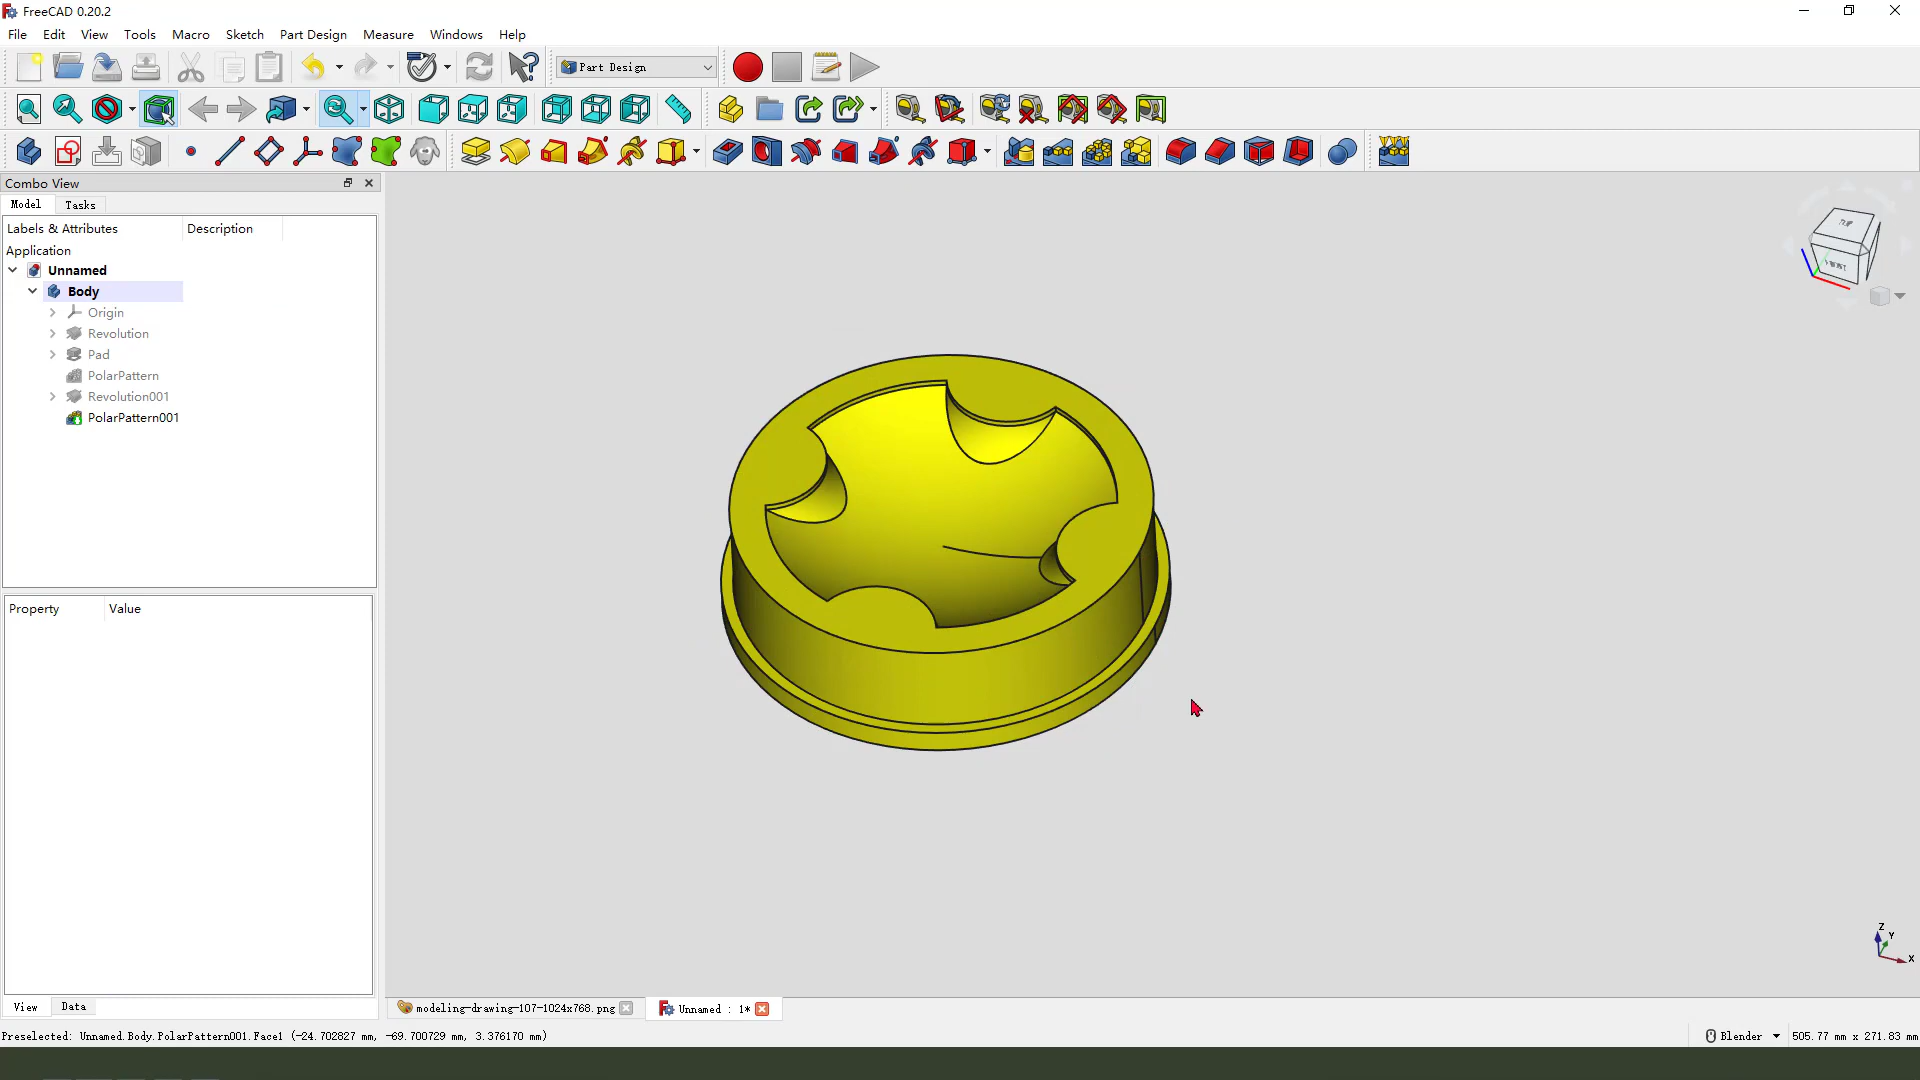 FreeCAD 0.20.2
File Edit View Tools Macro Sketch Part Design Measure Windows Help
Part Design
Combo View
Model Tasks
Labels & Attributes Description
Application
Unnamed
Body
Origin
Revolution
Pad
PolarPattern
Revolution001
PolarPattern001
Property Value
TOP
FRONT
Z
Y
X
View Data
modeling-drawing-107-1024x768.png
Unnamed : 1*
Preselected: Unnamed.Body.PolarPattern001.Face1 (-24.702827 mm, -69.700729 mm, 3.376170 mm)
Blender
505.77 mm x 271.83 mm